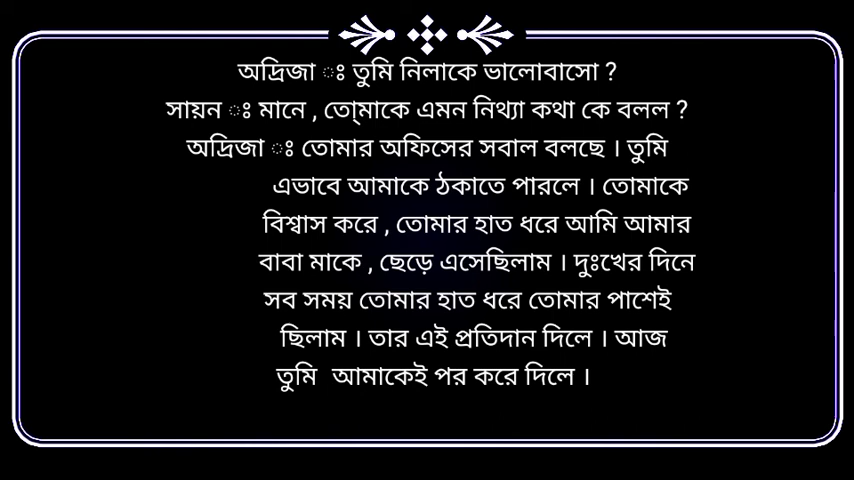 অদ্রিজা ঃ তুমি নিলাকে ভালোবাসো ?
সায়ন ঃ মানে , তো্মাকে এমন নিথ্যা কথা কে বলল ?
অদ্রিজা ঃ তোমার অফিসের সবাল বলছে । তুমি
এভাবে আমাকে ঠকাতে পারলে । তোমাকে
বিশ্বাস করে , তোমার হাত ধরে আমি আমার
বাবা মাকে , ছেড়ে এসেছিলাম । দুঃখের দিনে
সব সময় তোমার হাত ধরে তোমার পাশেই
ছিলাম । তার এই প্রতিদান দিলে । আজ
তুমি আমাকেই পর করে দিলে ।